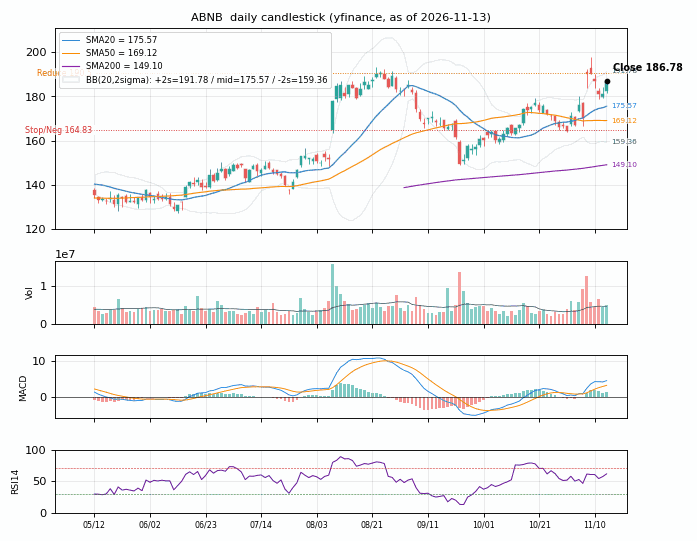 ABNB  daily candlestick (yfinance, as of 2026-11-13)
SMA20 = 175.57
SMA50 = 169.12
SMA200 = 149.10
BB(20,2sigma): +2s=191.78 / mid=175.57 / -2s=159.36
Close 186.78
175.57
169.12
159.36
149.10
Stop/Neg 164.83
200
180
160
140
120
1e7
Vol
1
0
MACD
10
0
RSI14
100
50
0
05/12 06/02 06/23 07/14 08/03 08/21 09/11 10/01 10/21 11/10